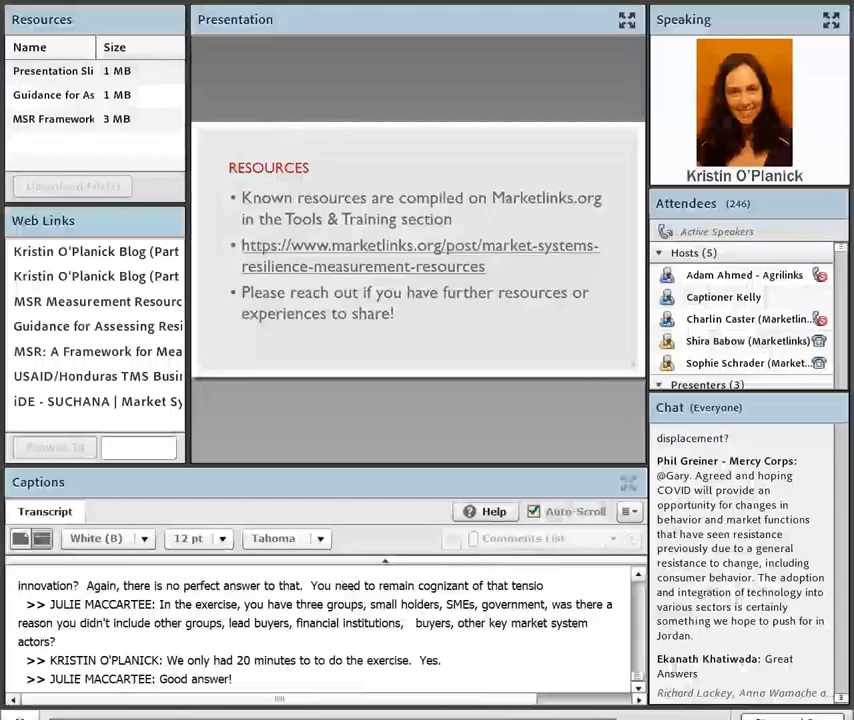 Resources
Name Size
Presentation Sli 1 MB
Guidance for As 1 MB
MSR Framework 3 MB
Download File(s)
Web Links
Kristin O'Planick Blog (Part
Kristin O'Planick Blog (Part
MSR Measurement Resourc
Guidance for Assessing Resi
MSR: A Framework for Mea
USAID/Honduras TMS Busin
iDE - SUCHANA | Market Sy
Browse To
Presentation
RESOURCES
• Known resources are compiled on Marketlinks.org
in the Tools & Training section
• https://www.marketlinks.org/post/market-systems-
resilience-measurement-resources
• Please reach out if you have further resources or
experiences to share!
Speaking
Kristin O'Planick
Attendees (246)
Active Speakers
Hosts (5)
Adam Ahmed - Agrilinks
Captioner Kelly
Charlin Caster (Marketlin...
Shira Babow (Marketlinks)
Sophie Schrader (Market...
Presenters (3)
Chat (Everyone)
displacement?
Phil Greiner - Mercy Corps:
@Gary. Agreed and hoping
COVID will provide an
opportunity for changes in
behavior and market functions
that have seen resistance
previously due to a general
resistance to change, including
consumer behavior. The adoption
and integration of technology into
various sectors is certainly
something we hope to push for in
Jordan.
Ekanath Khatiwada: Great
Answers
Richard Lackey, Anna Wamache a...
Captions
Transcript
Help
Auto-Scroll
White (B)
12 pt
Tahoma
Comments List
innovation? Again, there is no perfect answer to that. You need to remain cognizant of that tensio
>> JULIE MACCARTEE: In the exercise, you have three groups, small holders, SMEs, government, was there a
reason you didn't include other groups, lead buyers, financial institutions, buyers, other key market system
actors?
>> KRISTIN O'PLANICK: We only had 20 minutes to to do the exercise. Yes.
>> JULIE MACCARTEE: Good answer!